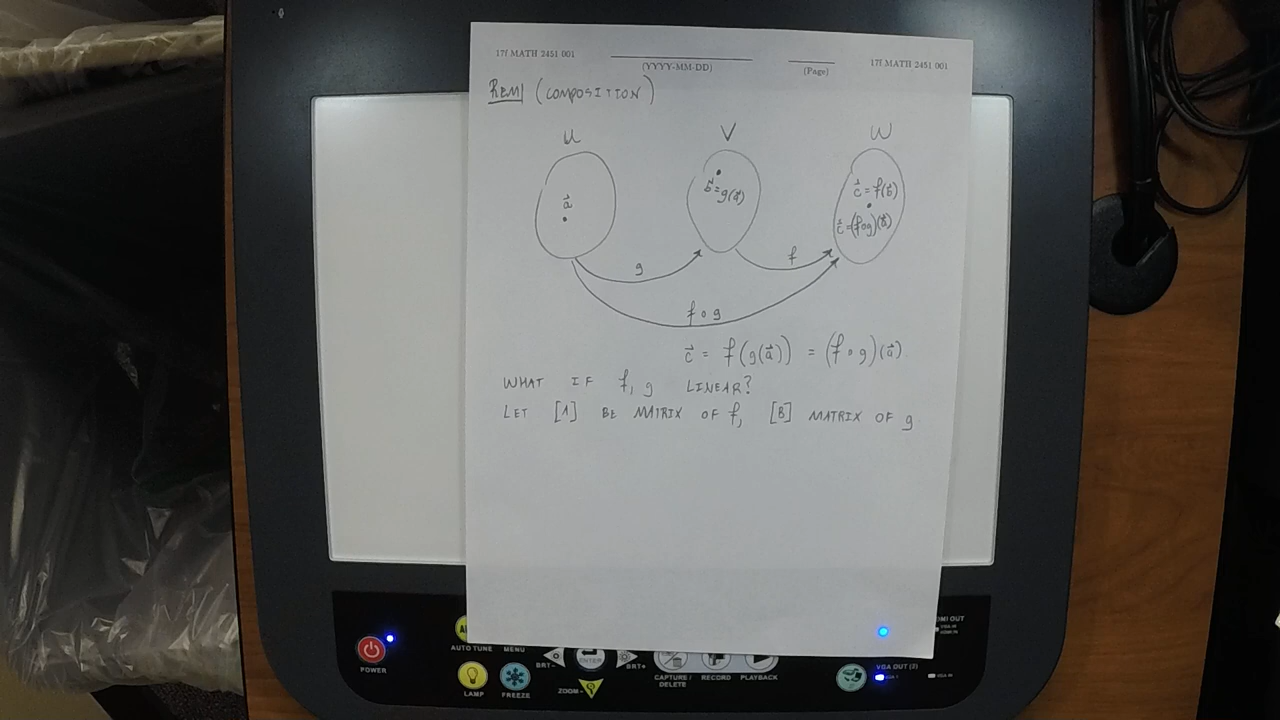 17f MATH 2451 001
(YYYY-MM-DD)
(Page)
17f MATH 2451 001
REM (COMPOSITION)
U
V
W
a⃗
b⃗ = g(a⃗)
c⃗ = f(b⃗)
c⃗ = (f∘g)(a⃗)
g
f
f∘g
c⃗ = f(g(a⃗)) = (f∘g)(a⃗).
WHAT IF f, g LINEAR?
LET [A] BE MATRIX OF f, [B] MATRIX OF g
POWER
AUTO TUNE
MENU
LAMP
FREEZE
BRT-
ENTER
BRT+
ZOOM-
CAPTURE /
DELETE
RECORD
PLAYBACK
VGA OUT (2)